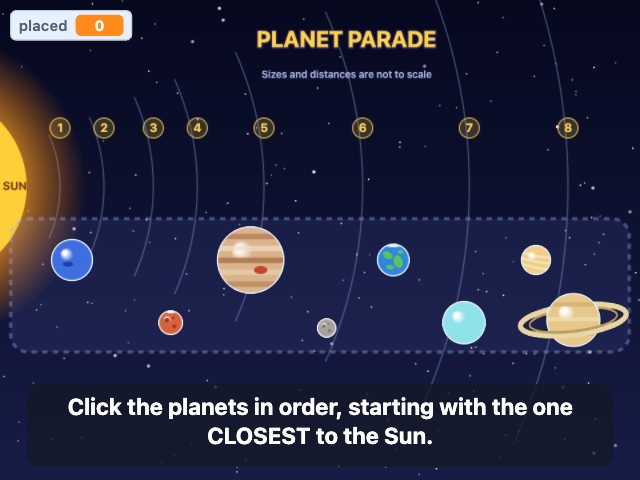 placed 0
PLANET PARADE
Sizes and distances are not to scale
1 2 3 4 5 6 7 8
SUN
Click the planets in order, starting with the one
CLOSEST to the Sun.